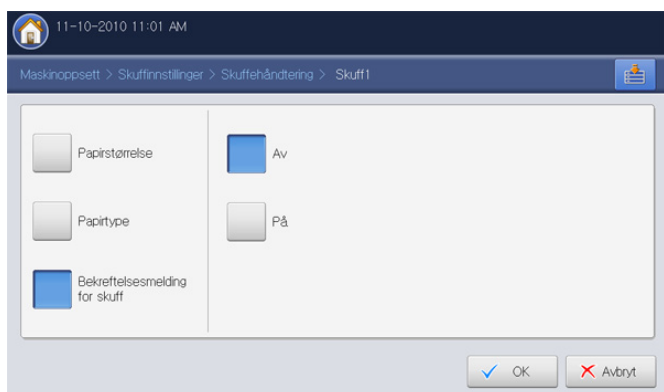 11-10-2010 11:01 AM
Maskinoppsett > Skuffinnstillinger > Skuffehåndtering > Skuff1
Papirstørrelse
Av
Papirtype
På
Bekreftelsesmelding
for skuff
OK
Avbryt